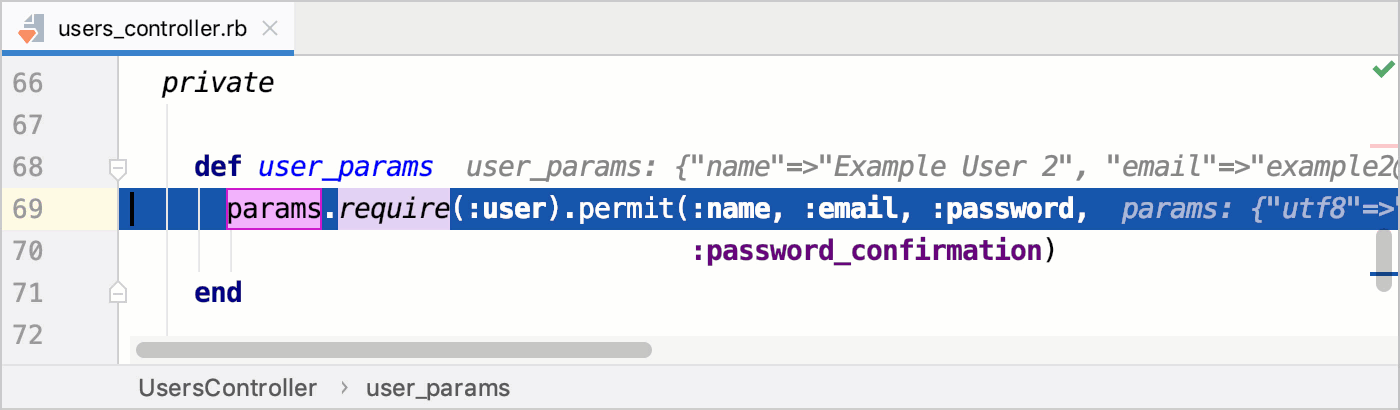 users_controller.rb
66 private
67
68 def user_params user_params: {"name"=>"Example User 2", "email"=>"example2@
69 params.require(:user).permit(:name, :email, :password, params: {"utf8"=>"
70 :password_confirmation)
71 end
72
UsersController › user_params